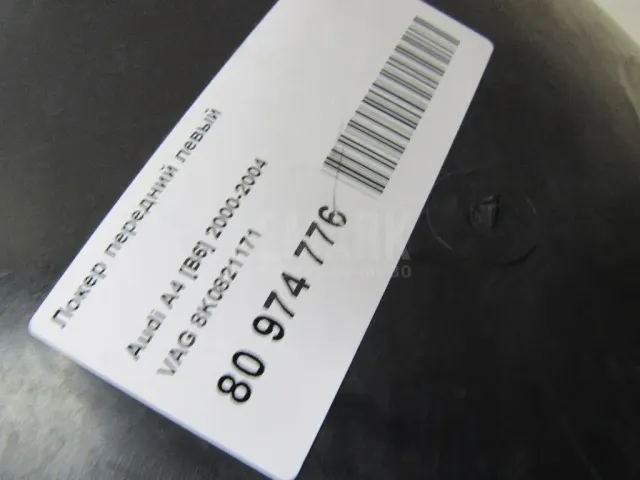 Локер передний левый
Audi A4 [B6] 2000-2004
VAG 8K0821171
80 974 776